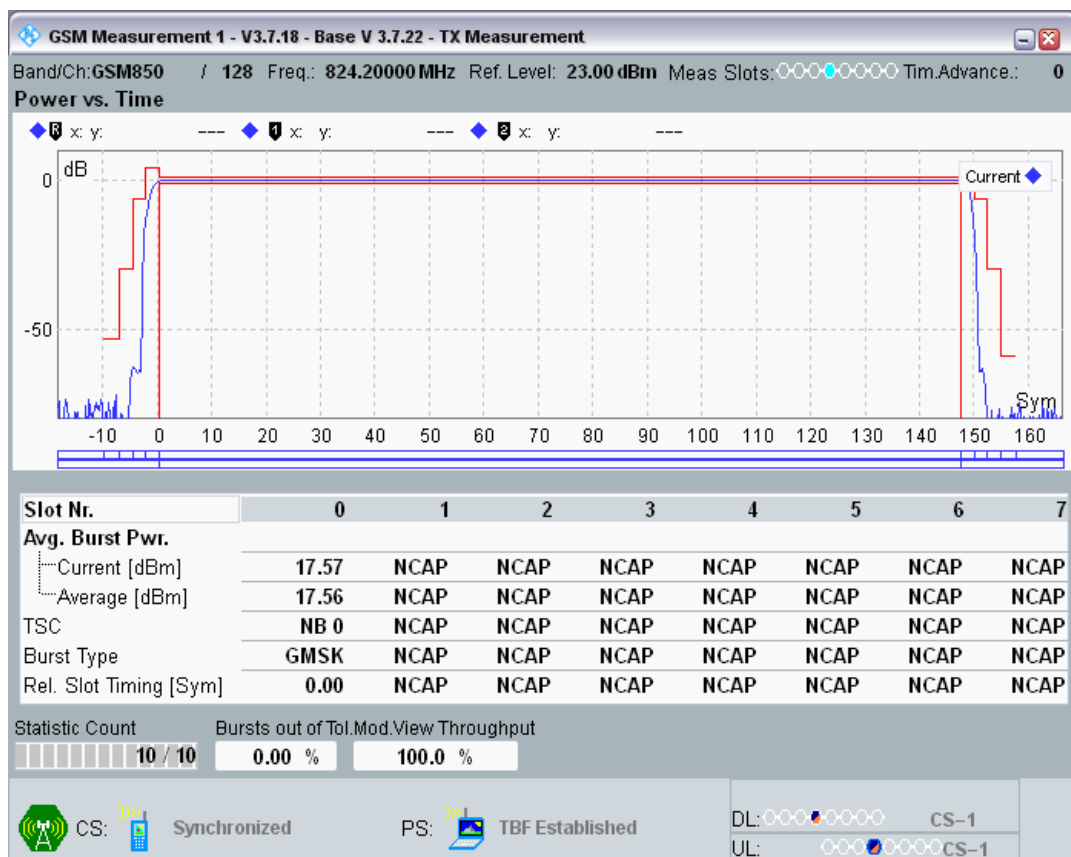 GSM Measurement 1 - V3.7.18 - Base V 3.7.22 - TX Measurement
Band/Ch:GSM850 / 128 Freq.: 824.20000 MHz Ref. Level: 23.00 dBm Meas Slots: Tim.Advance.: 0
Power vs. Time
R x: y: --- 1 x: y: --- 2 x: y: ---
dB
Current
0
-50
Sym
-10 0 10 20 30 40 50 60 70 80 90 100 110 120 130 140 150 160
Slot Nr. 0 1 2 3 4 5 6 7
Avg. Burst Pwr.
Current [dBm] 17.57 NCAP NCAP NCAP NCAP NCAP NCAP NCAP
Average [dBm] 17.56 NCAP NCAP NCAP NCAP NCAP NCAP NCAP
TSC NB 0 NCAP NCAP NCAP NCAP NCAP NCAP NCAP
Burst Type GMSK NCAP NCAP NCAP NCAP NCAP NCAP NCAP
Rel. Slot Timing [Sym] 0.00 NCAP NCAP NCAP NCAP NCAP NCAP NCAP
Statistic Count Bursts out of Tol.Mod.View Throughput
10 / 10 0.00 % 100.0 %
CS: Synchronized PS: TBF Established DL: CS-1
UL: CS-1